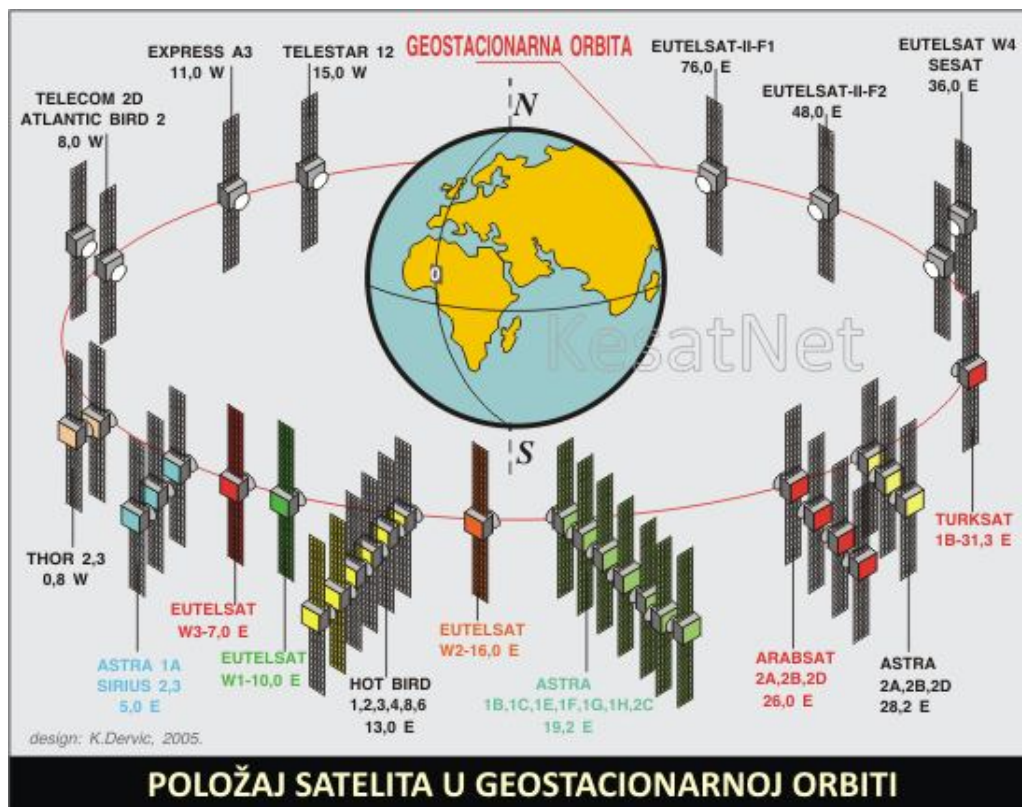 GEOSTACIONARNA ORBITA
EXPRESS A3
11,0 W
TELESTAR 12
15,0 W
EUTELSAT-II-F1
76,0 E
EUTELSAT W4
SESAT
36,0 E
TELECOM 2D
ATLANTIC BIRD 2
8,0 W
EUTELSAT-II-F2
48,0 E
N
0
KesatNet
S
THOR 2,3
0,8 W
TURKSAT
1B-31,3 E
EUTELSAT
W3-7,0 E
EUTELSAT
W2-16,0 E
ASTRA 1A
SIRIUS 2,3
5,0 E
EUTELSAT
W1-10,0 E
HOT BIRD
1,2,3,4,8,6
13,0 E
ASTRA
1B,1C,1E,1F,1G,1H,2C
19,2 E
ARABSAT
2A,2B,2D
26,0 E
ASTRA
2A,2B,2D
28,2 E
design: K.Dervic, 2005.
POLOŽAJ SATELITA U GEOSTACIONARNOJ ORBITI